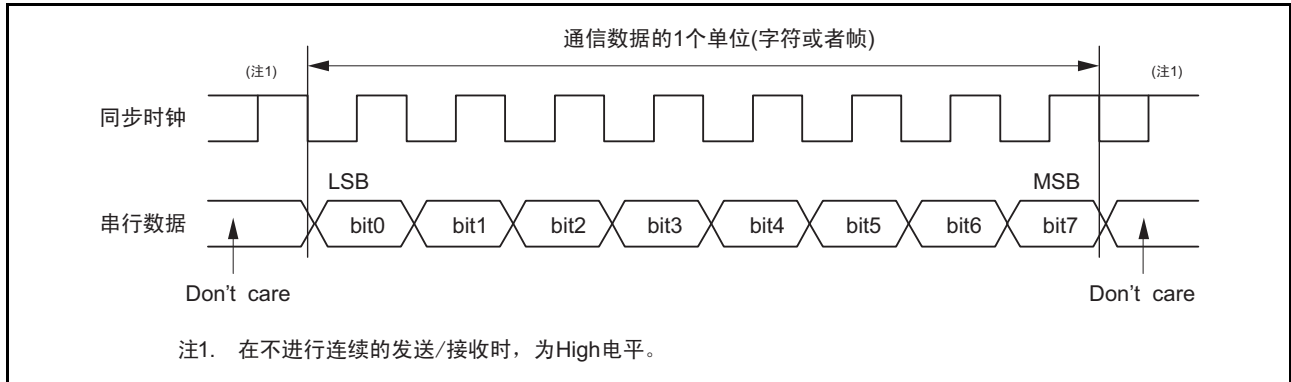 通信数据的1个单位(字符或者帧)
(注1)
(注1)
同步时钟
LSB
MSB
串行数据
bit0
bit1
bit2
bit3
bit4
bit5
bit6
bit7
Don't care
Don't care
注1. 在不进行连续的发送/接收时，为High电平。